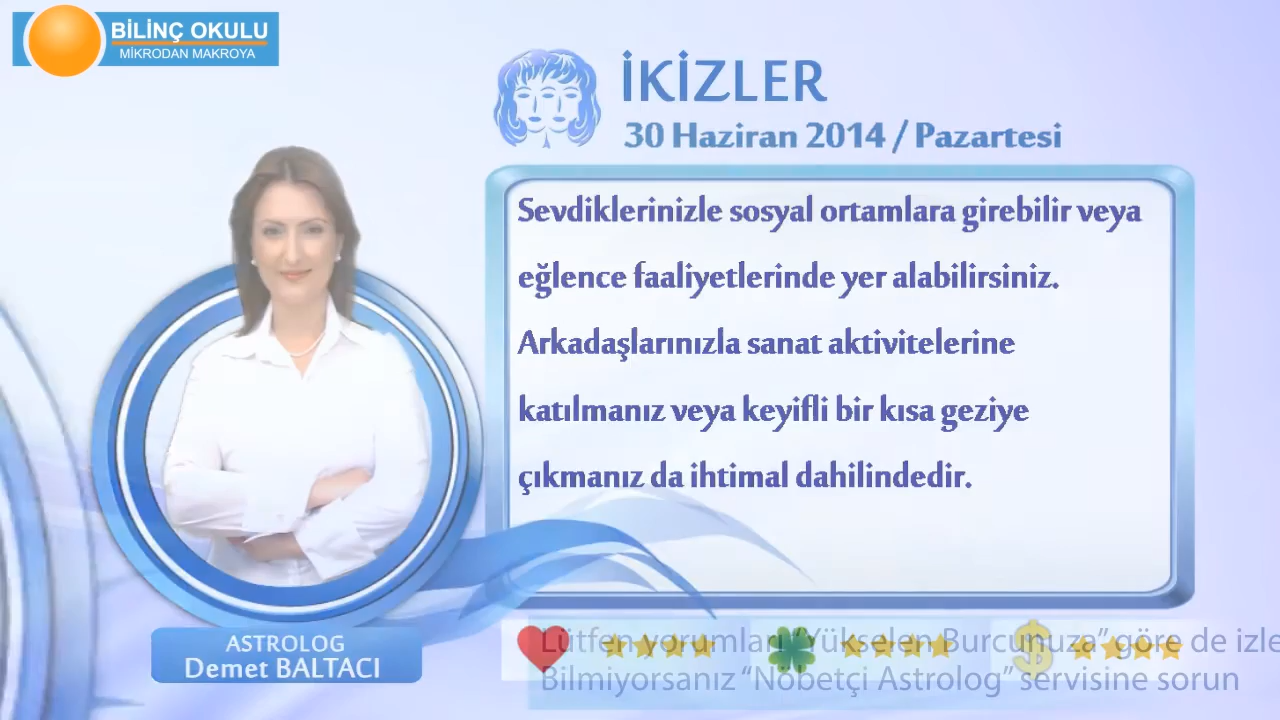 BİLİNÇ OKULU
MİKRODAN MAKROYA
İKİZLER
30 Haziran 2014 / Pazartesi
Sevdiklerinizle sosyal ortamlara girebilir veya
eğlence faaliyetlerinde yer alabilirsiniz.
Arkadaşlarınızla sanat aktivitelerine
katılmanız veya keyifli bir kısa geziye
çıkmanız da ihtimal dahilindedir.
ASTROLOG
Demet BALTACI
Lütfen yorumları "Yükselen Burcunuza" göre de izle
Bilmiyorsanız "Nöbetçi Astrolog" servisine sorun